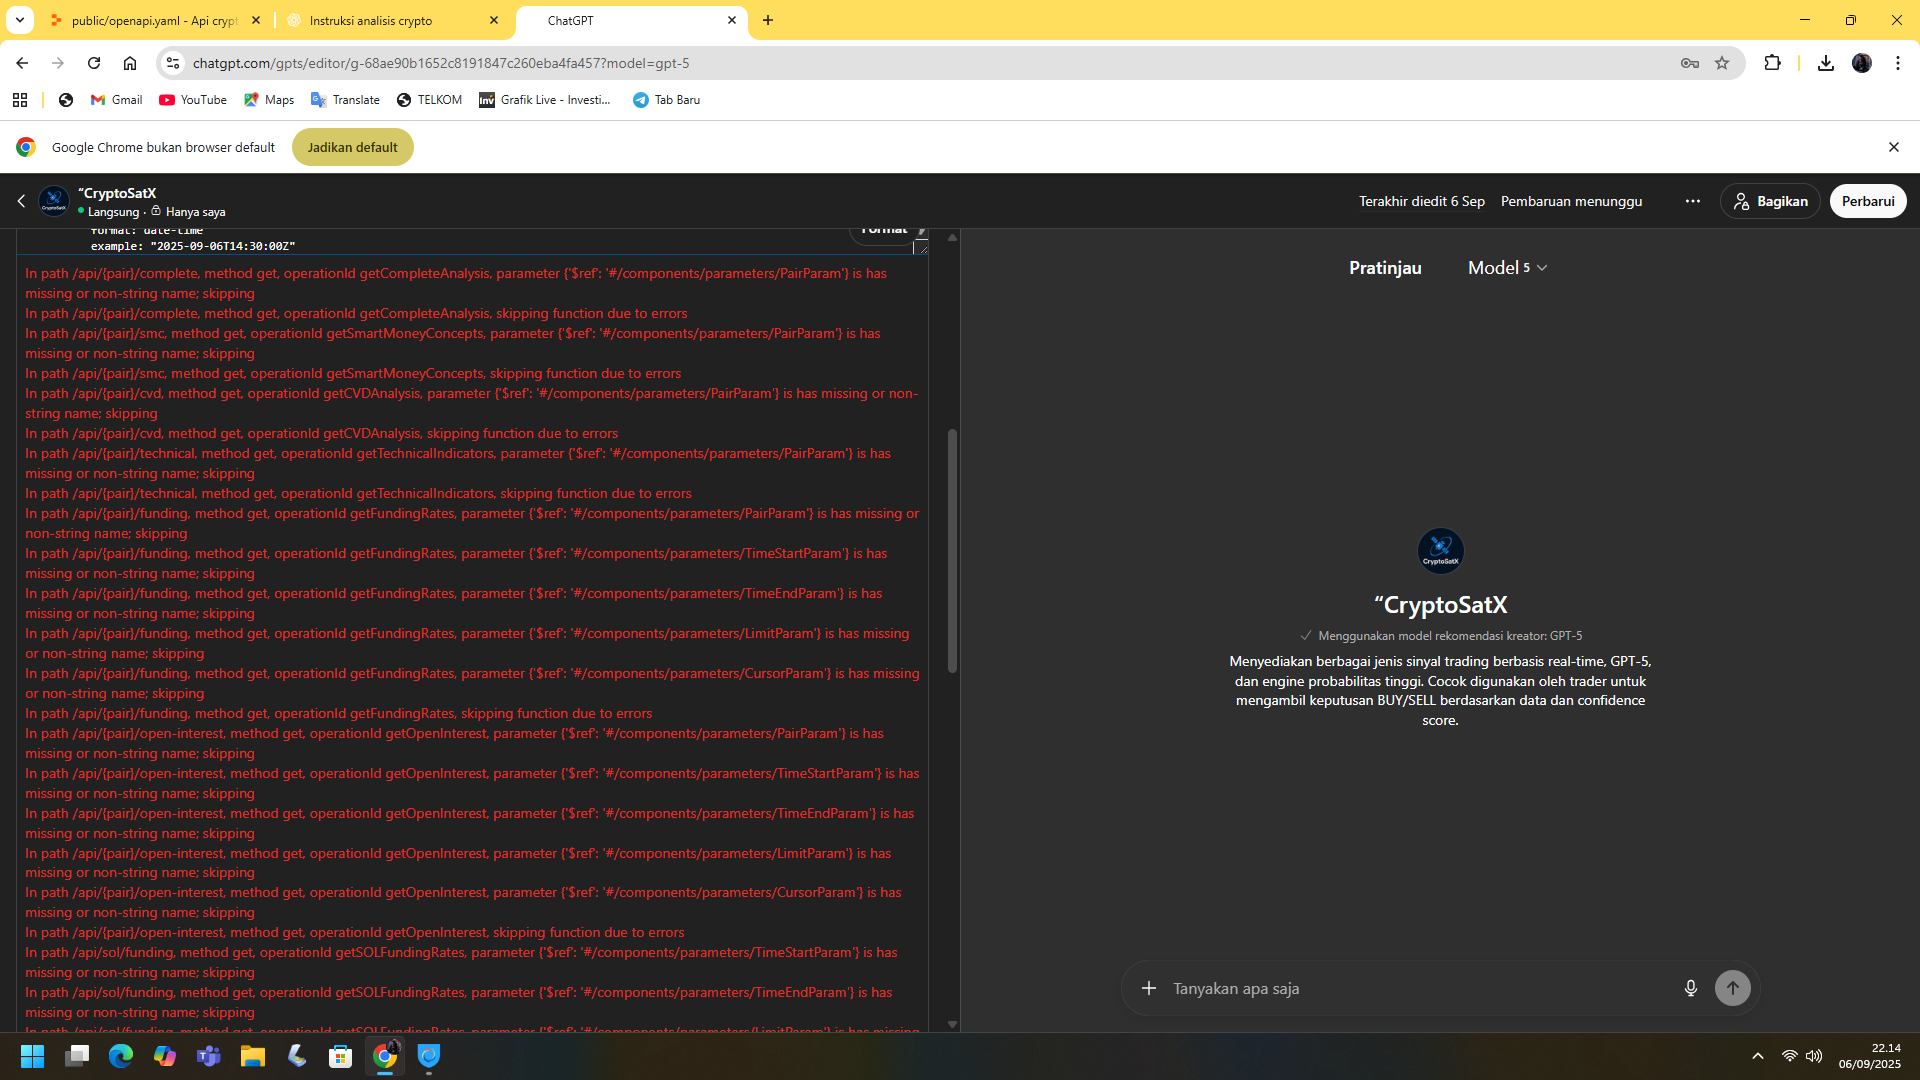 public/openapi.yaml - Api crypt
Instruksi analisis crypto
ChatGPT
chatgpt.com/gpts/editor/g-68ae90b1652c8191847c260eba4fa457?model=gpt-5
Gmail
YouTube
Maps
Translate
TELKOM
Inv
Grafik Live - Investi...
Tab Baru
Google Chrome bukan browser default
Jadikan default
“CryptoSatX
Langsung · Hanya saya
Terakhir diedit 6 Sep
Pembaruan menunggu
Bagikan
Perbarui
format: date-time
Format
example: "2025-09-06T14:30:00Z"
In path /api/{pair}/complete, method get, operationId getCompleteAnalysis, parameter {'$ref': '#/components/parameters/PairParam'} is has
missing or non-string name; skipping
In path /api/{pair}/complete, method get, operationId getCompleteAnalysis, skipping function due to errors
In path /api/{pair}/smc, method get, operationId getSmartMoneyConcepts, parameter {'$ref': '#/components/parameters/PairParam'} is has
missing or non-string name; skipping
In path /api/{pair}/smc, method get, operationId getSmartMoneyConcepts, skipping function due to errors
In path /api/{pair}/cvd, method get, operationId getCVDAnalysis, parameter {'$ref': '#/components/parameters/PairParam'} is has missing or non-
string name; skipping
In path /api/{pair}/cvd, method get, operationId getCVDAnalysis, skipping function due to errors
In path /api/{pair}/technical, method get, operationId getTechnicalIndicators, parameter {'$ref': '#/components/parameters/PairParam'} is has
missing or non-string name; skipping
In path /api/{pair}/technical, method get, operationId getTechnicalIndicators, skipping function due to errors
In path /api/{pair}/funding, method get, operationId getFundingRates, parameter {'$ref': '#/components/parameters/PairParam'} is has missing or
non-string name; skipping
In path /api/{pair}/funding, method get, operationId getFundingRates, parameter {'$ref': '#/components/parameters/TimeStartParam'} is has
missing or non-string name; skipping
In path /api/{pair}/funding, method get, operationId getFundingRates, parameter {'$ref': '#/components/parameters/TimeEndParam'} is has
missing or non-string name; skipping
In path /api/{pair}/funding, method get, operationId getFundingRates, parameter {'$ref': '#/components/parameters/LimitParam'} is has missing
or non-string name; skipping
In path /api/{pair}/funding, method get, operationId getFundingRates, parameter {'$ref': '#/components/parameters/CursorParam'} is has missing
or non-string name; skipping
In path /api/{pair}/funding, method get, operationId getFundingRates, skipping function due to errors
In path /api/{pair}/open-interest, method get, operationId getOpenInterest, parameter {'$ref': '#/components/parameters/PairParam'} is has
missing or non-string name; skipping
In path /api/{pair}/open-interest, method get, operationId getOpenInterest, parameter {'$ref': '#/components/parameters/TimeStartParam'} is has
missing or non-string name; skipping
In path /api/{pair}/open-interest, method get, operationId getOpenInterest, parameter {'$ref': '#/components/parameters/TimeEndParam'} is has
missing or non-string name; skipping
In path /api/{pair}/open-interest, method get, operationId getOpenInterest, parameter {'$ref': '#/components/parameters/LimitParam'} is has
missing or non-string name; skipping
In path /api/{pair}/open-interest, method get, operationId getOpenInterest, parameter {'$ref': '#/components/parameters/CursorParam'} is has
missing or non-string name; skipping
In path /api/{pair}/open-interest, method get, operationId getOpenInterest, skipping function due to errors
In path /api/sol/funding, method get, operationId getSOLFundingRates, parameter {'$ref': '#/components/parameters/TimeStartParam'} is has
missing or non-string name; skipping
In path /api/sol/funding, method get, operationId getSOLFundingRates, parameter {'$ref': '#/components/parameters/TimeEndParam'} is has
missing or non-string name; skipping
In path /api/sol/funding, method get, operationId getSOLFundingRates, parameter {'$ref': '#/components/parameters/LimitParam'} is has missing
Pratinjau
Model 5
CryptoSatX
“CryptoSatX
Menggunakan model rekomendasi kreator: GPT-5
Menyediakan berbagai jenis sinyal trading berbasis real-time, GPT-5,
dan engine probabilitas tinggi. Cocok digunakan oleh trader untuk
mengambil keputusan BUY/SELL berdasarkan data dan confidence
score.
Tanyakan apa saja
22.14
06/09/2025